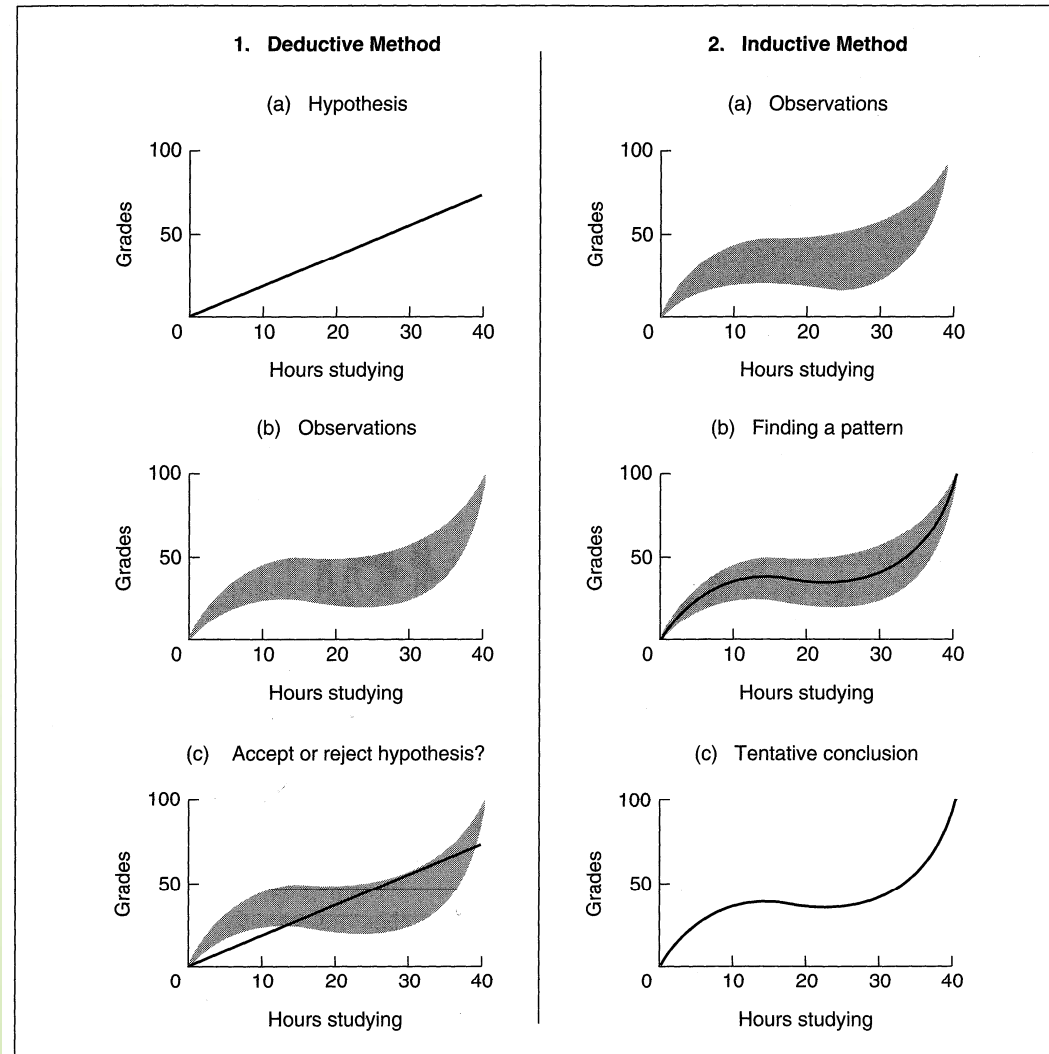 1. Deductive Method
(a) Hypothesis
100
50
0
10
20
30
40
Grades
Hours studying
(b) Observations
100
50
0
10
20
30
40
Grades
Hours studying
(c) Accept or reject hypothesis?
100
50
0
10
20
30
40
Grades
Hours studying
2. Inductive Method
(a) Observations
100
50
0
10
20
30
40
Grades
Hours studying
(b) Finding a pattern
100
50
0
10
20
30
40
Grades
Hours studying
(c) Tentative conclusion
100
50
0
10
20
30
40
Grades
Hours studying